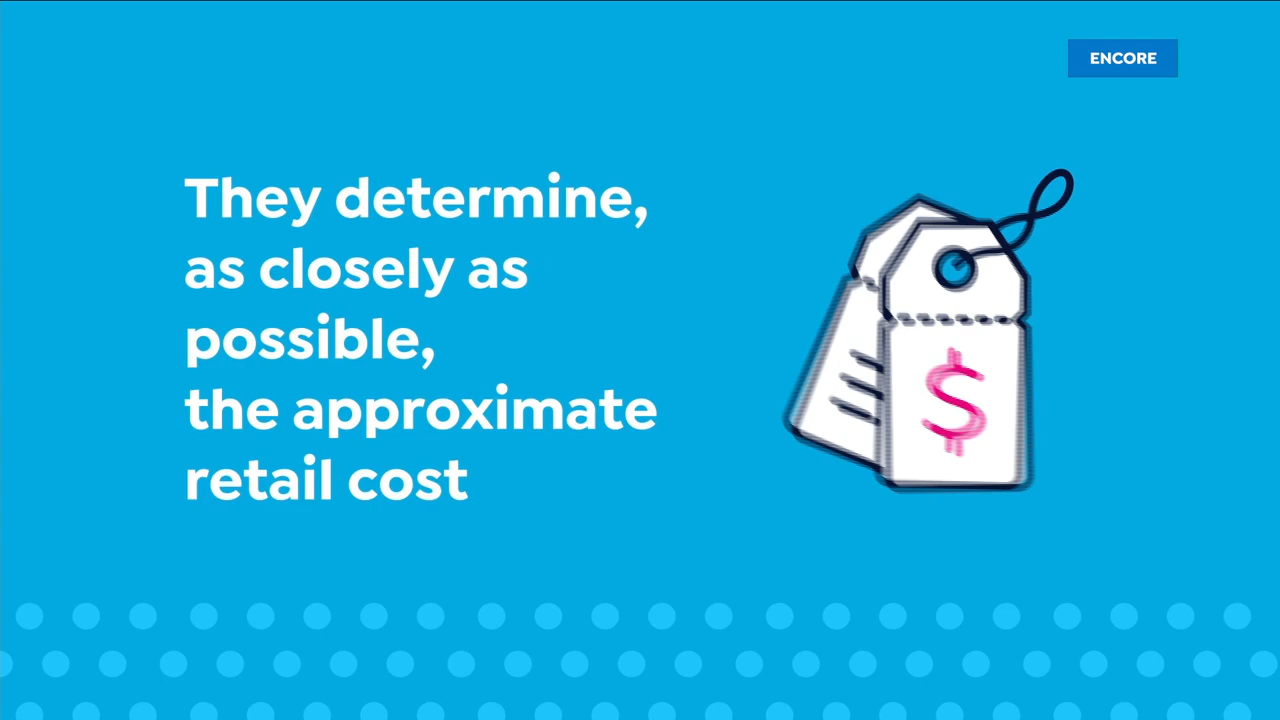 ENCORE
They determine,
as closely as
possible,
the approximate
retail cost
$